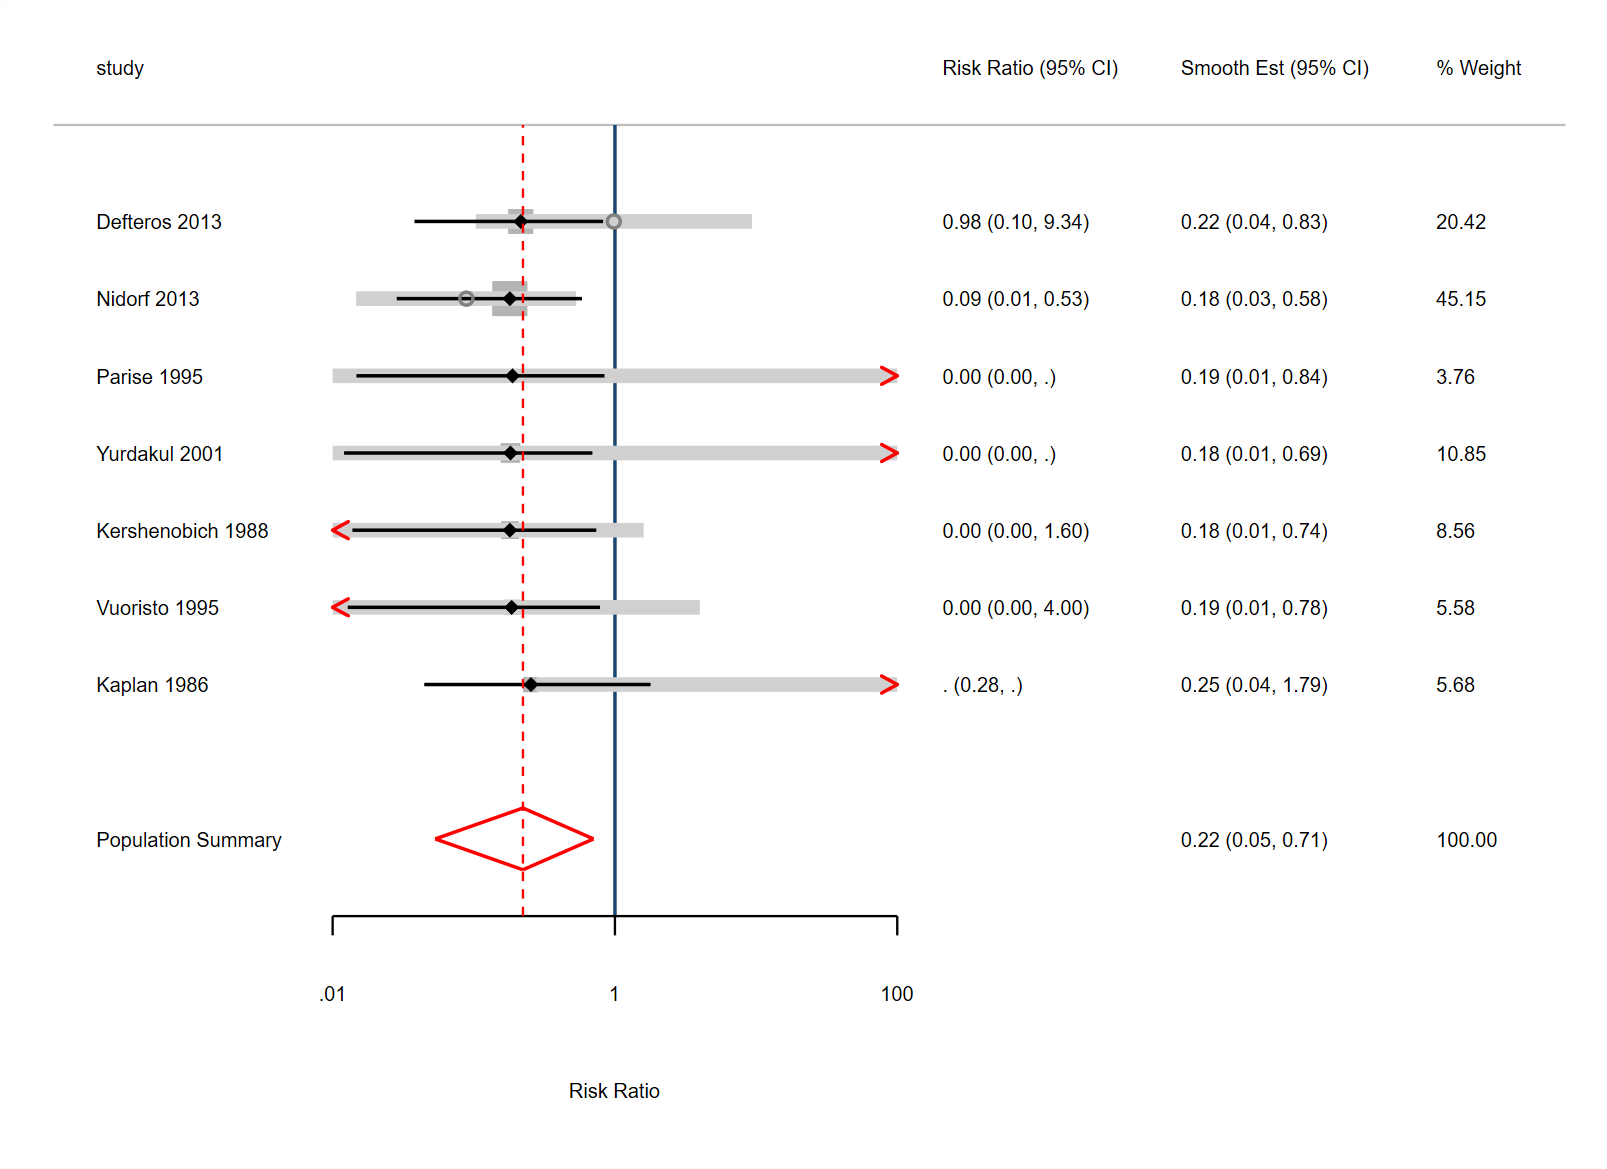 study Risk Ratio (95% CI) Smooth Est (95% CI) % Weight
Defteros 2013 0.98 (0.10, 9.34) 0.22 (0.04, 0.83) 20.42
Nidorf 2013 0.09 (0.01, 0.53) 0.18 (0.03, 0.58) 45.15
Parise 1995 0.00 (0.00, .) 0.19 (0.01, 0.84) 3.76
Yurdakul 2001 0.00 (0.00, .) 0.18 (0.01, 0.69) 10.85
Kershenobich 1988 0.00 (0.00, 1.60) 0.18 (0.01, 0.74) 8.56
Vuoristo 1995 0.00 (0.00, 4.00) 0.19 (0.01, 0.78) 5.58
Kaplan 1986 . (0.28, .) 0.25 (0.04, 1.79) 5.68
Population Summary 0.22 (0.05, 0.71) 100.00
.01 1 100
Risk Ratio